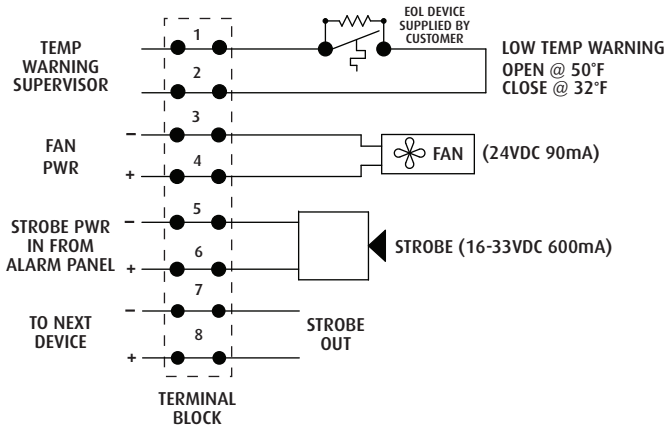 EOL DEVICE
SUPPLIED BY
CUSTOMER
TEMP
WARNING
SUPERVISOR
1
2
LOW TEMP WARNING
OPEN @ 50°F
CLOSE @ 32°F
FAN
PWR
–
+
3
4
FAN
(24VDC 90mA)
STROBE PWR
IN FROM
ALARM PANEL
–
+
5
6
STROBE (16-33VDC 600mA)
TO NEXT
DEVICE
–
+
7
8
STROBE
OUT
TERMINAL
BLOCK